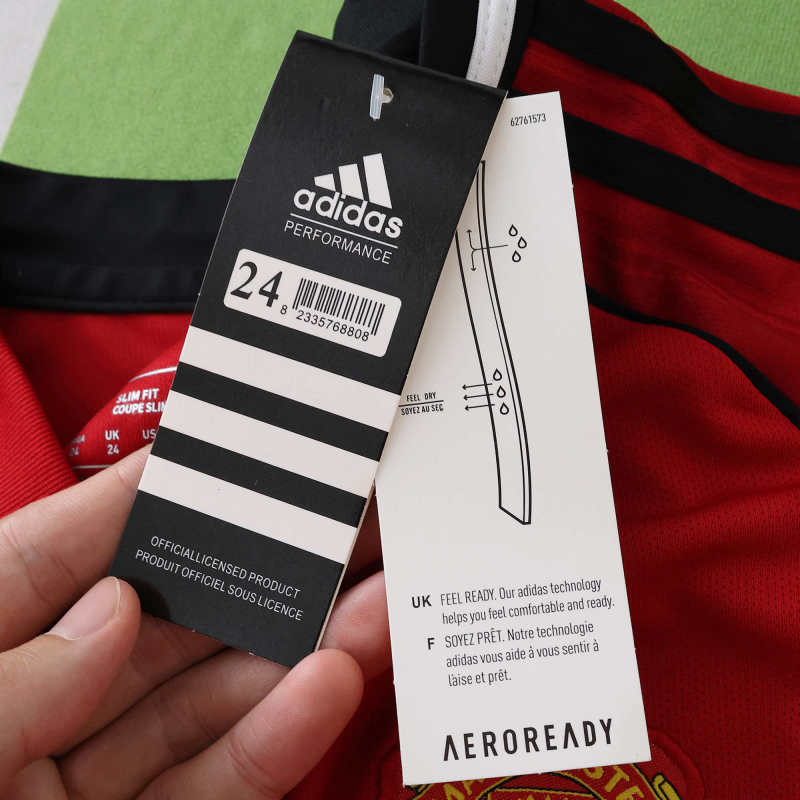 adidas
PERFORMANCE
24
8 2335768808
OFFICIALLICENSED PRODUCT
PRODUIT OFFICIEL SOUS LICENCE
62761573
FEEL DRY
SOYEZ AU SEC
UK FEEL READY. Our adidas technology
helps you feel comfortable and ready.
F SOYEZ PRÊT. Notre technologie
adidas vous aide à vous sentir à
l'aise et prêt.
AEROREADY
SLIM FIT
COUPE SLIM
UK US
24